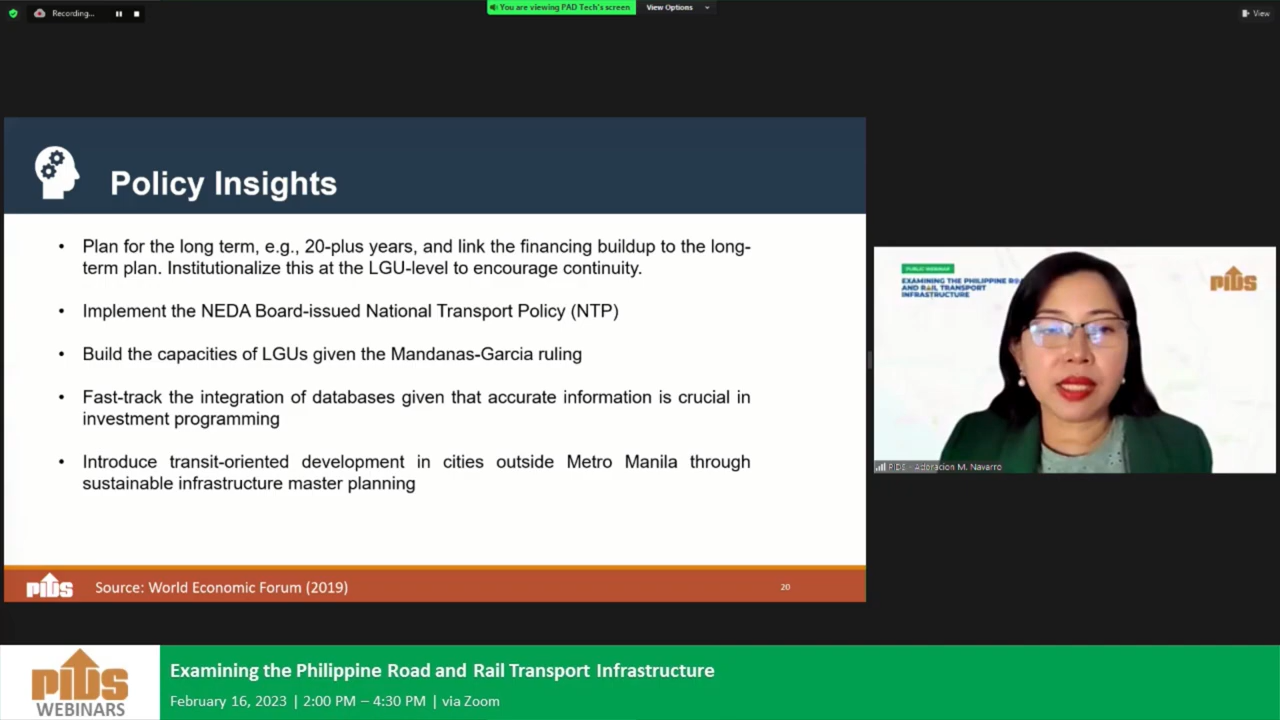 Recording...
You are viewing PAD Tech's screen
View Options
View
Policy Insights
• Plan for the long term, e.g., 20-plus years, and link the financing buildup to the long-
term plan. Institutionalize this at the LGU-level to encourage continuity.
• Implement the NEDA Board-issued National Transport Policy (NTP)
• Build the capacities of LGUs given the Mandanas-Garcia ruling
• Fast-track the integration of databases given that accurate information is crucial in
investment programming
• Introduce transit-oriented development in cities outside Metro Manila through
sustainable infrastructure master planning
PIDS
Source: World Economic Forum (2019)
20
PUBLIC WEBINAR
EXAMINING THE PHILIPPINE
AND RAIL TRANSPORT
INFRASTRUCTURE
PIDS
PIDS - Adoracion M. Navarro
PIDS
WEBINARS
Examining the Philippine Road and Rail Transport Infrastructure
February 16, 2023 | 2:00 PM – 4:30 PM | via Zoom